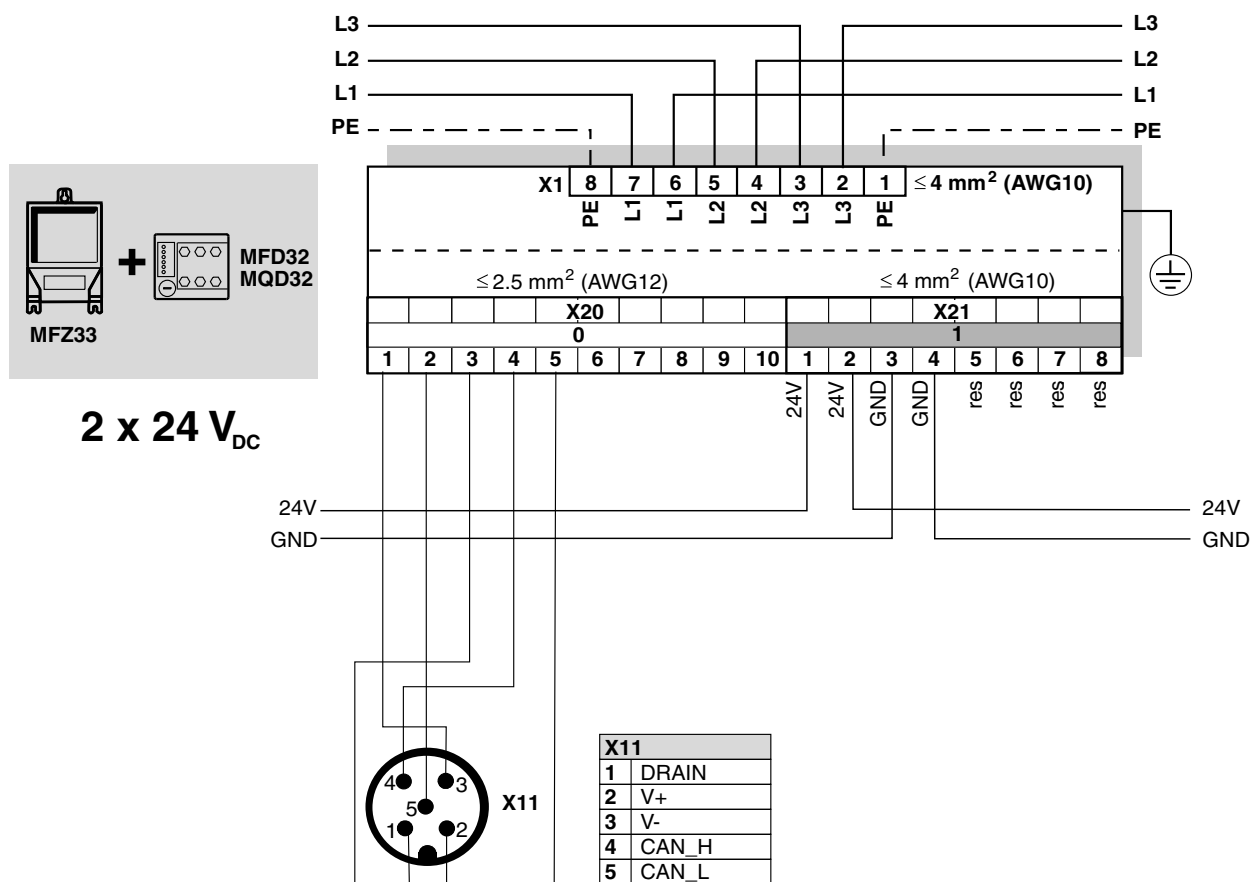 L3 L3
L2 L2
L1 L1
PE PE
X1 8 7 6 5 4 3 2 1 ≤ 4 mm² (AWG10)
PE L1 L1 L2 L2 L3 L3 PE
MFD32
MQD32
+
MFZ33
≤ 2.5 mm² (AWG12) ≤ 4 mm² (AWG10)
X20 X21
0 1
1 2 3 4 5 6 7 8 9 10 1 2 3 4 5 6 7 8
24V 24V GND GND res res res res
2 x 24 V DC
24V 24V
GND GND
4 3
5
1 2
X11
X11
1 DRAIN
2 V+
3 V-
4 CAN_H
5 CAN_L